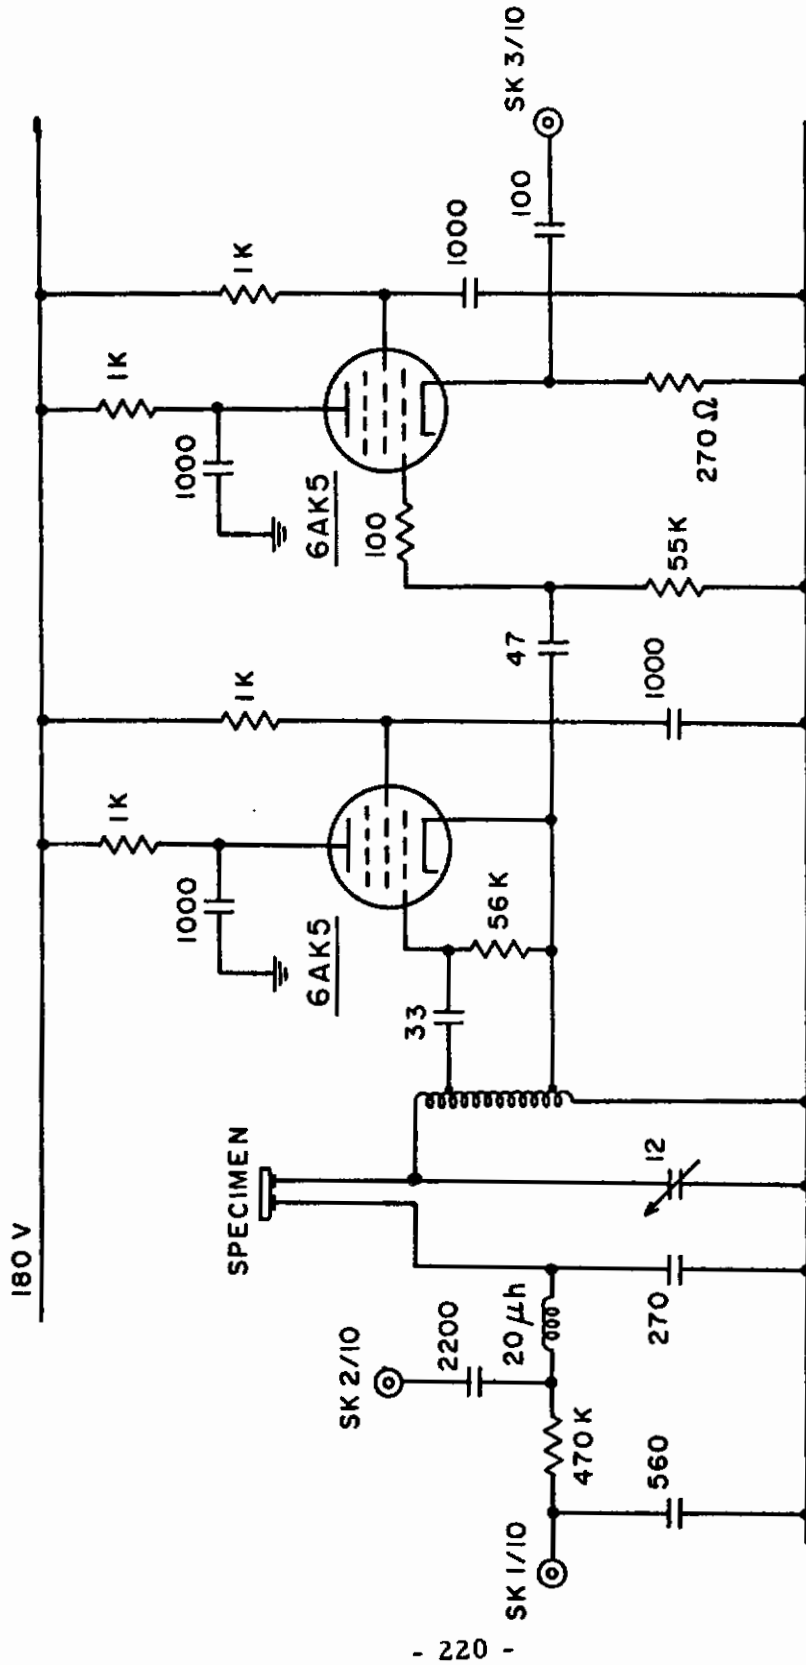 180 V
SPECIMEN
SK 1/10
SK 2/10
SK 3/10
560
470K
2200
20 μh
270
12
33
56K
6AK5
1000
1K
1K
1000
47
55K
100
6AK5
1000
1K
1K
1000
270 Ω
100
- 220 -